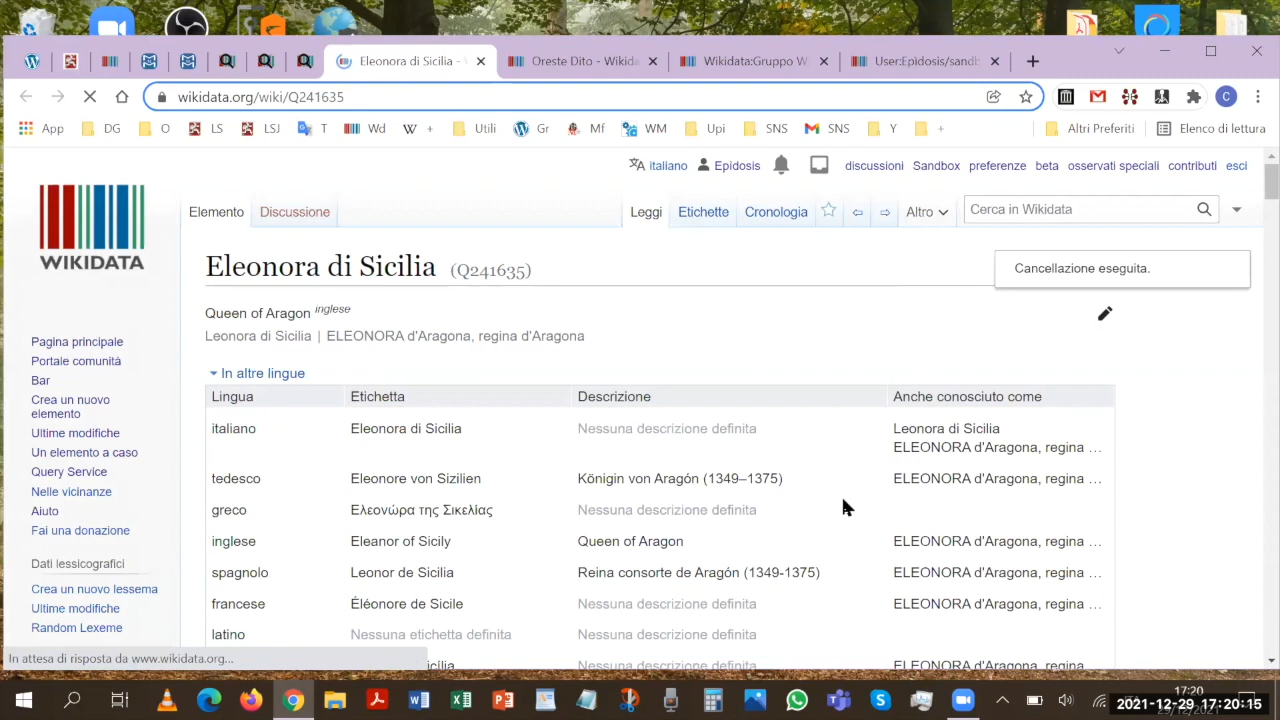 Eleonora di Sicilia - W
Oreste Dito - Wikida
Wikidata:Gruppo W
User:Epidosis/sandb
wikidata.org/wiki/Q241635
App
DG
O
LS
LSJ
T
Wd
+
Utili
Gr
Mf
WM
Upi
SNS
SNS
Y
+
Altri Preferiti
Elenco di lettura
italiano
Epidosis
discussioni
Sandbox
preferenze
beta
osservati speciali
contributi
esci
WIKIDATA
Elemento
Discussione
Leggi
Etichette
Cronologia
Altro
Cerca in Wikidata
Eleonora di Sicilia (Q241635)
Cancellazione eseguita.
Queen of Aragon inglese
Leonora di Sicilia | ELEONORA d'Aragona, regina d'Aragona
In altre lingue
Lingua Etichetta Descrizione Anche conosciuto come
italiano Eleonora di Sicilia Nessuna descrizione definita Leonora di Sicilia
ELEONORA d'Aragona, regina …
tedesco Eleonore von Sizilien Königin von Aragón (1349–1375) ELEONORA d'Aragona, regina …
greco Ελεονώρα της Σικελίας Nessuna descrizione definita
inglese Eleanor of Sicily Queen of Aragon ELEONORA d'Aragona, regina …
spagnolo Leonor de Sicilia Reina consorte de Aragón (1349-1375) ELEONORA d'Aragona, regina …
francese Éléonore de Sicile Nessuna descrizione definita ELEONORA d'Aragona, regina …
latino Nessuna etichetta definita Nessuna descrizione definita
Nessuna descrizione definita ELEONORA d'Aragona, regina …
Pagina principale
Portale comunità
Bar
Crea un nuovo
elemento
Ultime modifiche
Un elemento a caso
Query Service
Nelle vicinanze
Aiuto
Fai una donazione
Dati lessicografici
Crea un nuovo lessema
Ultime modifiche
Random Lexeme
In attesa di risposta da www.wikidata.org...
17:20
2021-12-29 17:20:15